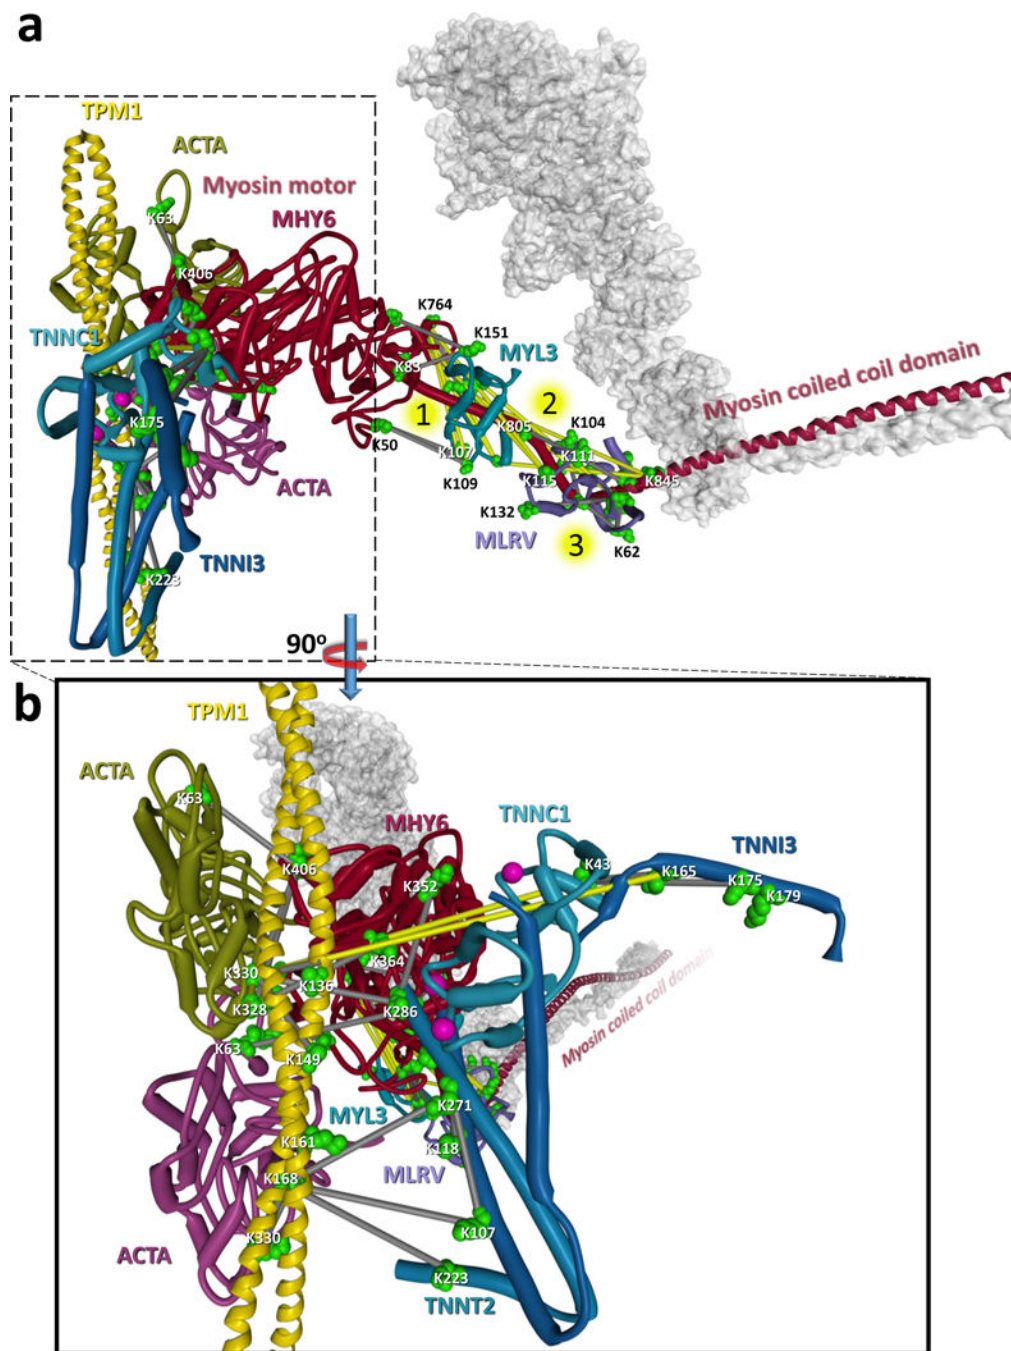 a
TPM1
ACTA
Myosin motor
MHY6
K63
K406
TNNC1
K764
K151
MYL3
K83
K175
1
2
K104
K805
K50
K107
K111
K109
K115
K845
Myosin coiled coil domain
ACTA
K132
MLRV
3
K62
TNNI3
K223
90º
b
TPM1
ACTA
K63
MHY6
TNNC1
TNNI3
K406
K352
K43
K165
K175
K179
K364
K330
K136
K328
K286
K63
K149
Myosin coiled coil domain
MYL3
K271
K161
K118
MLRV
K168
K107
K330
ACTA
K223
TNNT2